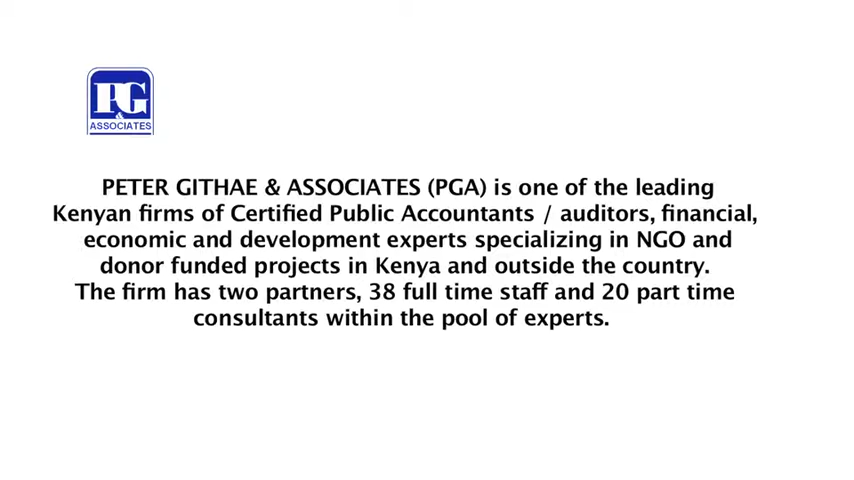 PG
&
ASSOCIATES
PETER GITHAE & ASSOCIATES (PGA) is one of the leading
Kenyan firms of Certified Public Accountants / auditors, financial,
economic and development experts specializing in NGO and
donor funded projects in Kenya and outside the country.
The firm has two partners, 38 full time staff and 20 part time
consultants within the pool of experts.